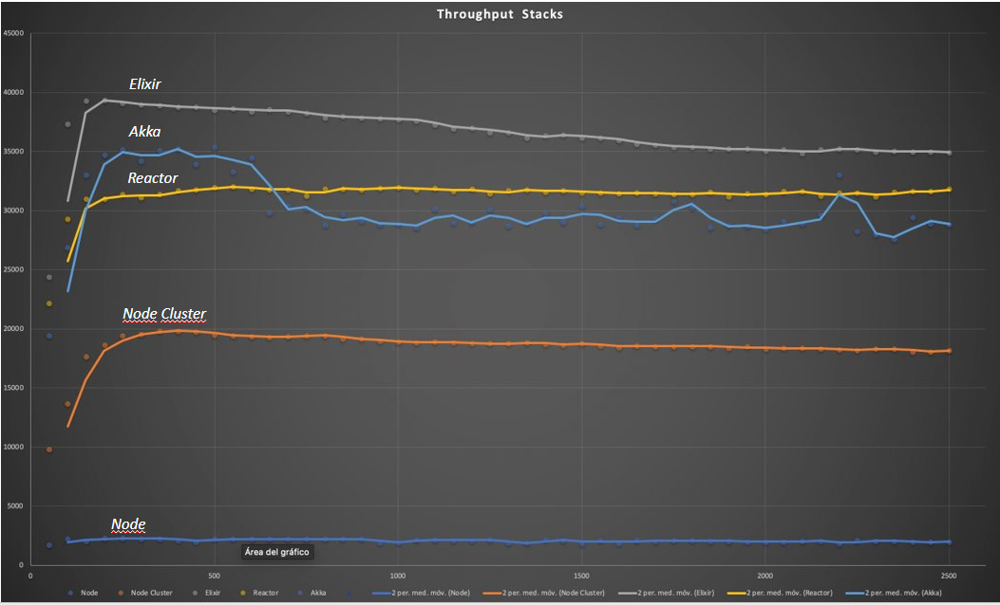 Throughput Stacks
45000
40000
35000
30000
25000
20000
15000
10000
5000
0
Elixir
Akka
Reactor
Node Cluster
Node
Área del gráfico
0 500 1000 1500 2000 2500
Node Node Cluster Elixir Reactor Akka 2 per. med. móv. (Node) 2 per. med. móv. (Node Cluster) 2 per. med. móv. (Elixir) 2 per. med. móv. (Reactor) 2 per. med. móv. (Akka)